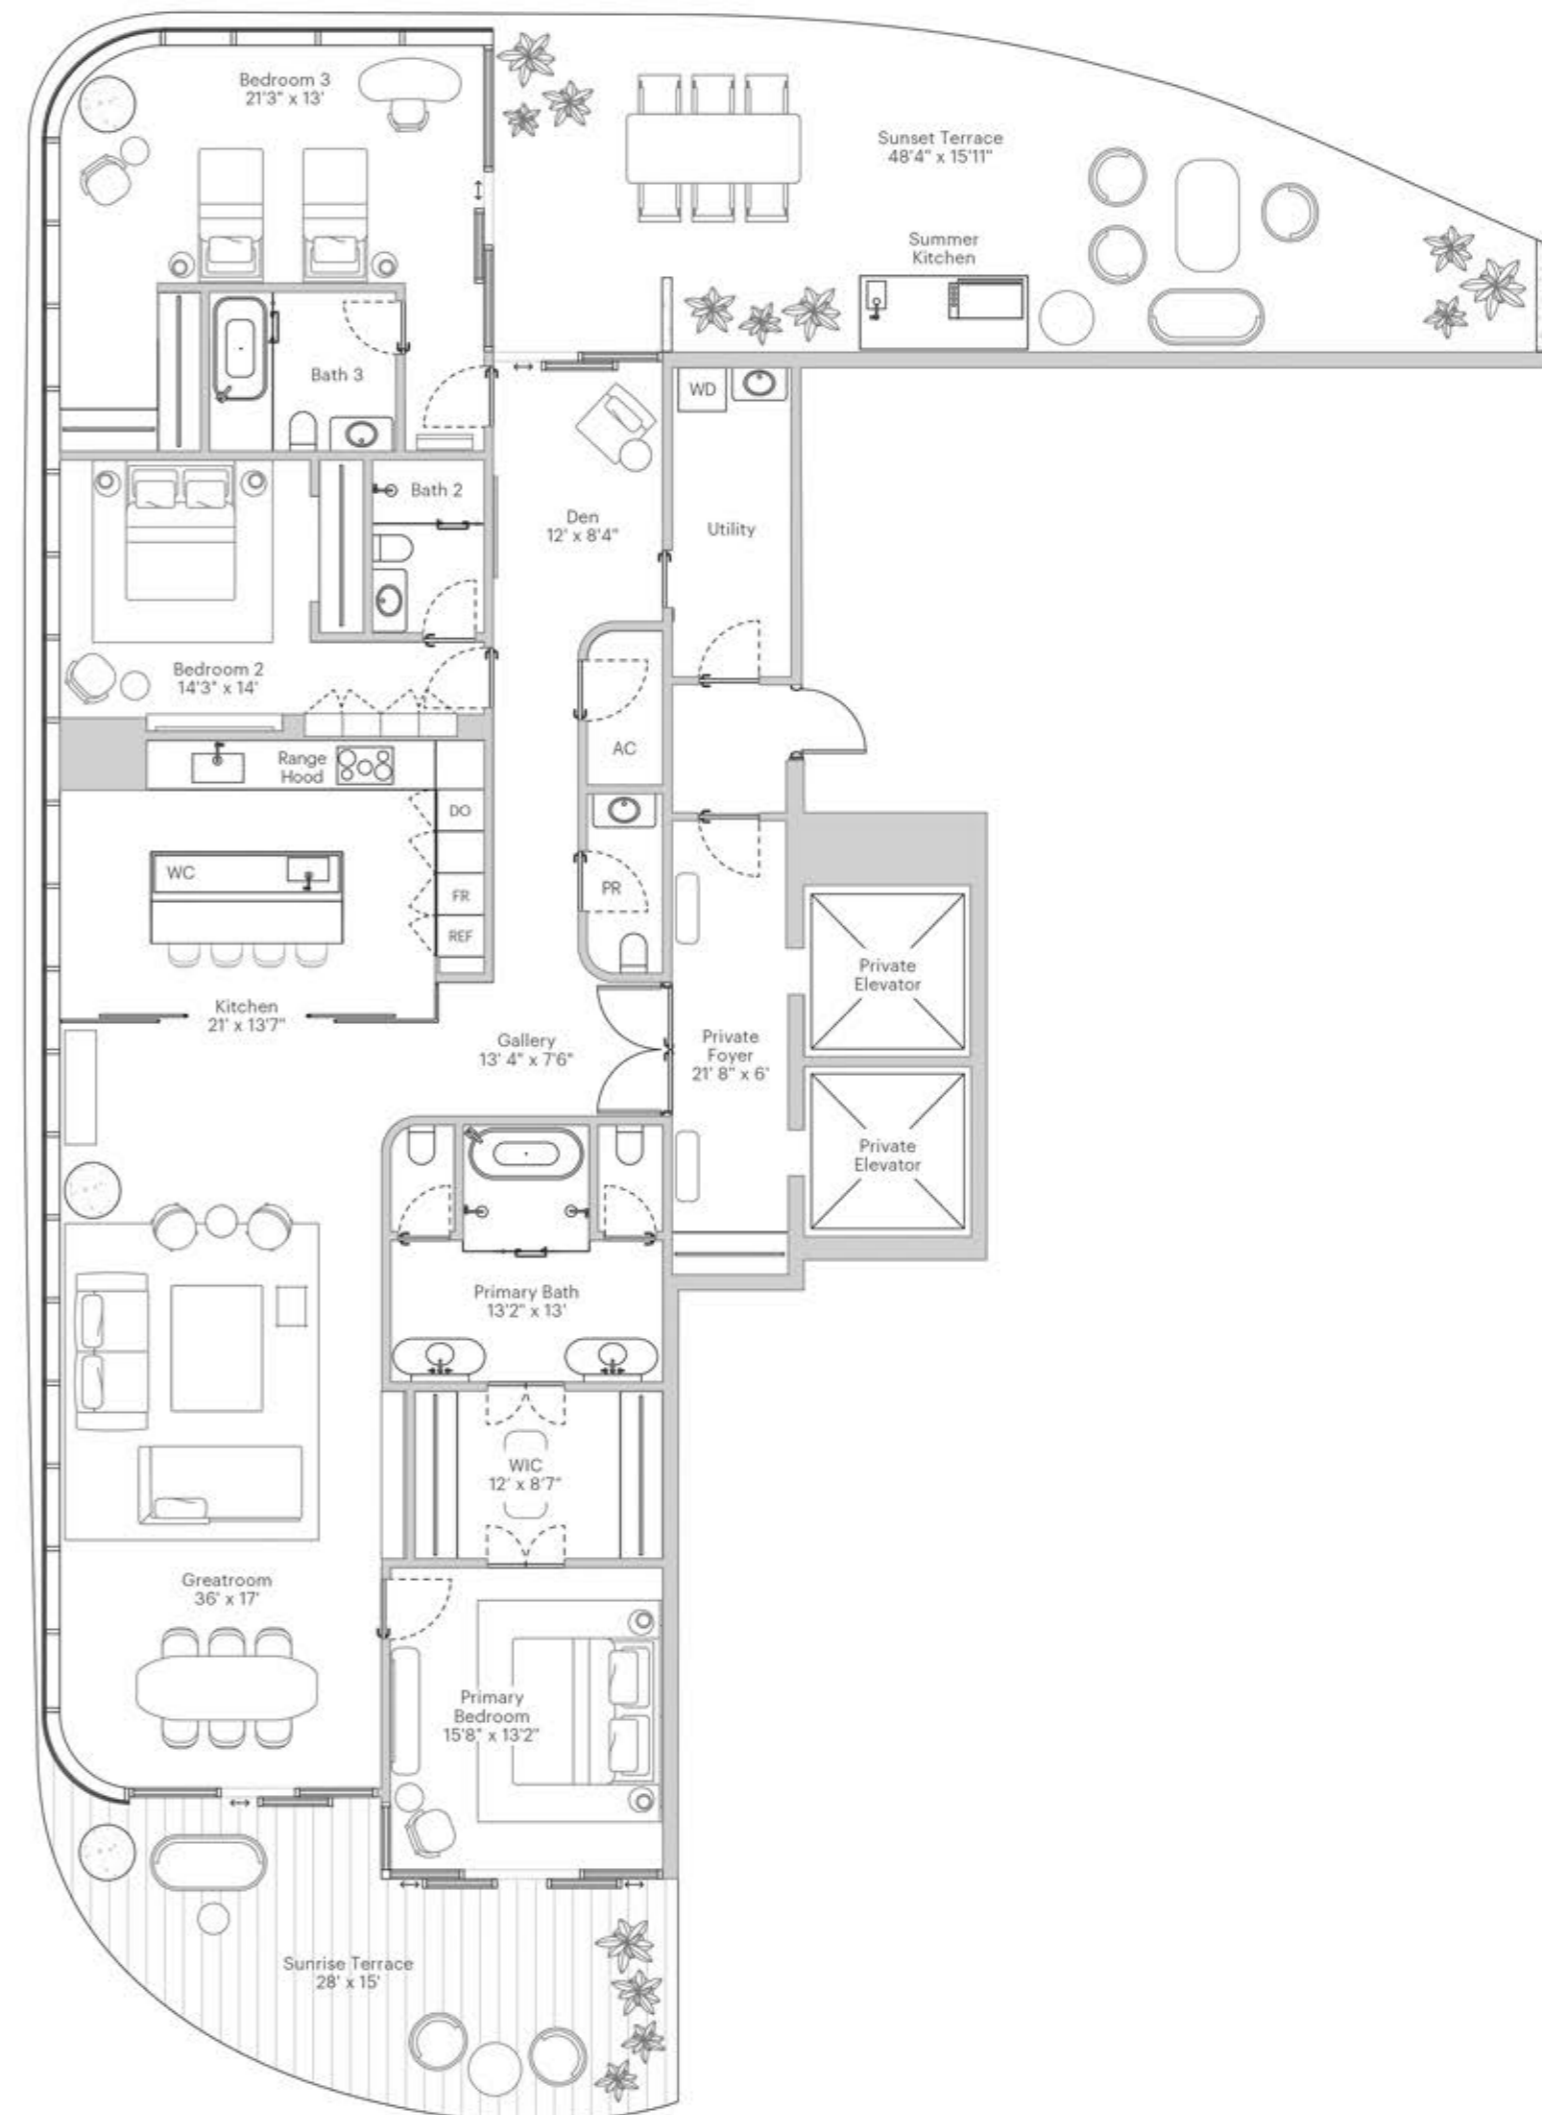 Bedroom 3
21'3" x 13'
Sunset Terrace
48'4" x 15'11"
Summer
Kitchen
Bath 3
WD
Bath 2
Den
12' x 8'4"
Utility
Bedroom 2
14'3" x 14'
Range
Hood
AC
DO
WC
PR
FR
REF
Private
Elevator
Kitchen
21' x 13'7"
Gallery
13' 4" x 7'6"
Private
Foyer
21' 8" x 6'
Private
Elevator
Primary Bath
13'2" x 13'
WIC
12' x 8'7"
Greatroom
36' x 17'
Primary
Bedroom
15'8" x 13'2"
Sunrise Terrace
28' x 15'